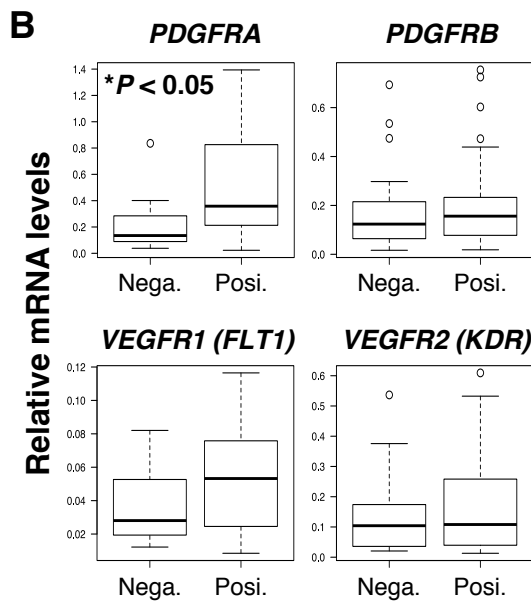 B
PDGFRA
PDGFRB
Relative mRNA levels
*P < 0.05
1.4
1.2
1.0
0.8
0.6
0.4
0.2
0.0
Nega. Posi.
0.6
0.4
0.2
0.0
Nega. Posi.
VEGFR1 (FLT1)
VEGFR2 (KDR)
0.12
0.10
0.08
0.06
0.04
0.02
Nega. Posi.
0.6
0.5
0.4
0.3
0.2
0.1
0.0
Nega. Posi.